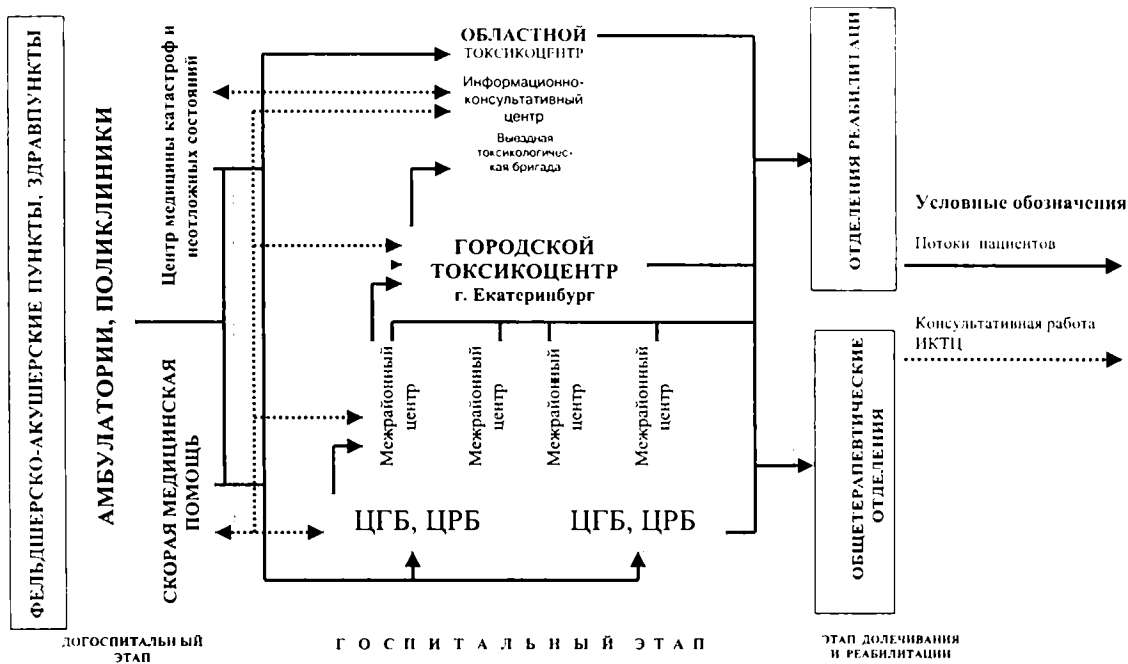 ФЕЛЬДШЕРСКО-АКУШЕРСКИЕ ПУНКТЫ, ЗДРАВПУНКТЫ
АМБУЛАТОРИИ, ПОЛИКЛИНИКИ
Центр медицины катастроф и
неотложных состояний
СКОРАЯ МЕДИЦИНСКАЯ
ПОМОЩЬ
ДОГОСПИТАЛЬНЫЙ
ЭТАП
ОБЛАСТНОЙ
ТОКСИКОЦЕНТР
Информационно-
консультативный
центр
Выездная
токсикологичес-
кая бригада
ГОРОДСКОЙ
ТОКСИКОЦЕНТР
г. Екатеринбург
Межрайонный
центр
Межрайонный
центр
Межрайонный
центр
Межрайонный
центр
ЦГБ, ЦРБ
ЦГБ, ЦРБ
ГОСПИТАЛЬНЫЙ ЭТАП
ОТДЕЛЕНИЯ РЕАБИЛИТАЦИ
ОБЩЕТЕРАПЕВТИЧЕСКИЕ
ОТДЕЛЕНИЯ
ЭТАП ДОЛЕЧИВАНИЯ
И РЕАБИЛИТАЦИИ
Условные обозначения
Потоки пациентов
Консультативная работа
ИКТЦ